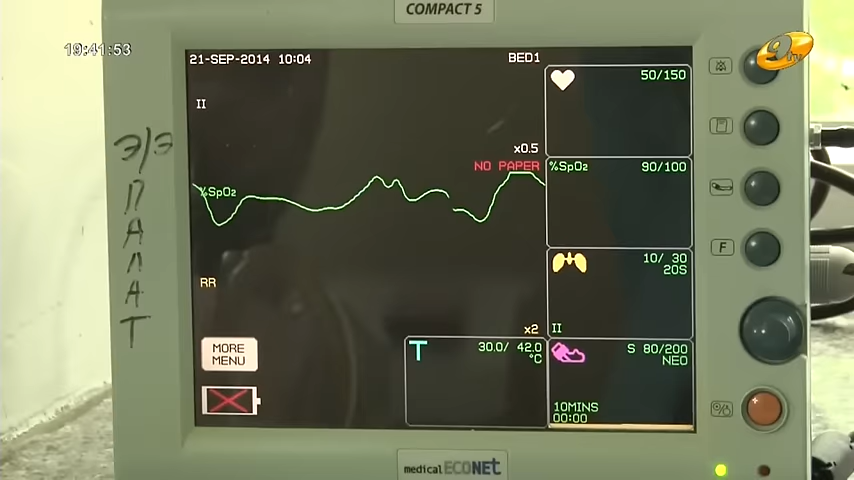 COMPACT 5
19:41:53
9 tv
21-SEP-2014 10:04
BED1
50/150
II
x0.5
NO PAPER
%SpO2
90/100
%SpO2
RR
10/ 30
20S
x2
II
MORE
MENU
T
30.0/ 42.0
°C
S 80/200
NEO
10MINS
00:00
F
Э/Э
ПАЛАТ
medical ECONET